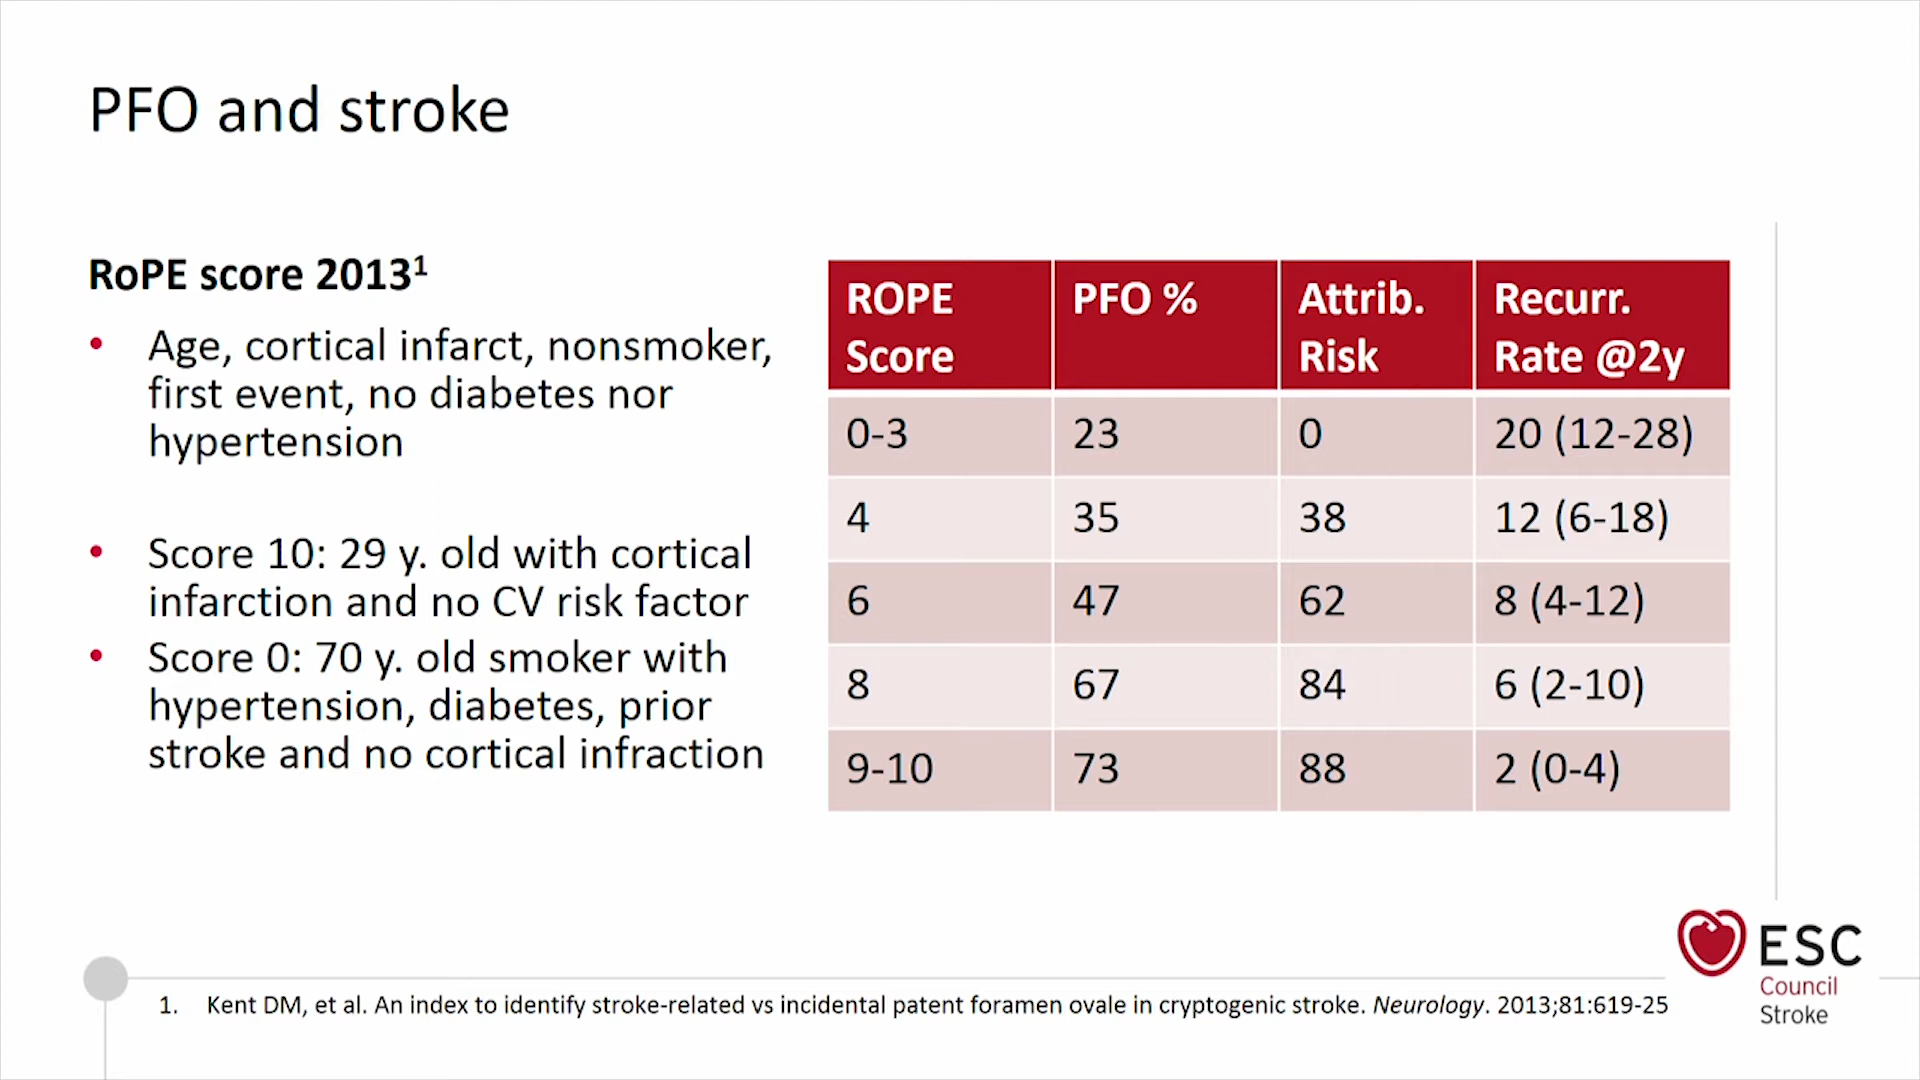 PFO and stroke
RoPE score 2013¹
• Age, cortical infarct, nonsmoker,
first event, no diabetes nor
hypertension
• Score 10: 29 y. old with cortical
infarction and no CV risk factor
• Score 0: 70 y. old smoker with
hypertension, diabetes, prior
stroke and no cortical infraction
ROPE Score | PFO % | Attrib. Risk | Recurr. Rate @2y
0-3 | 23 | 0 | 20 (12-28)
4 | 35 | 38 | 12 (6-18)
6 | 47 | 62 | 8 (4-12)
8 | 67 | 84 | 6 (2-10)
9-10 | 73 | 88 | 2 (0-4)
1. Kent DM, et al. An index to identify stroke-related vs incidental patent foramen ovale in cryptogenic stroke. Neurology. 2013;81:619-25
ESC
Council
Stroke